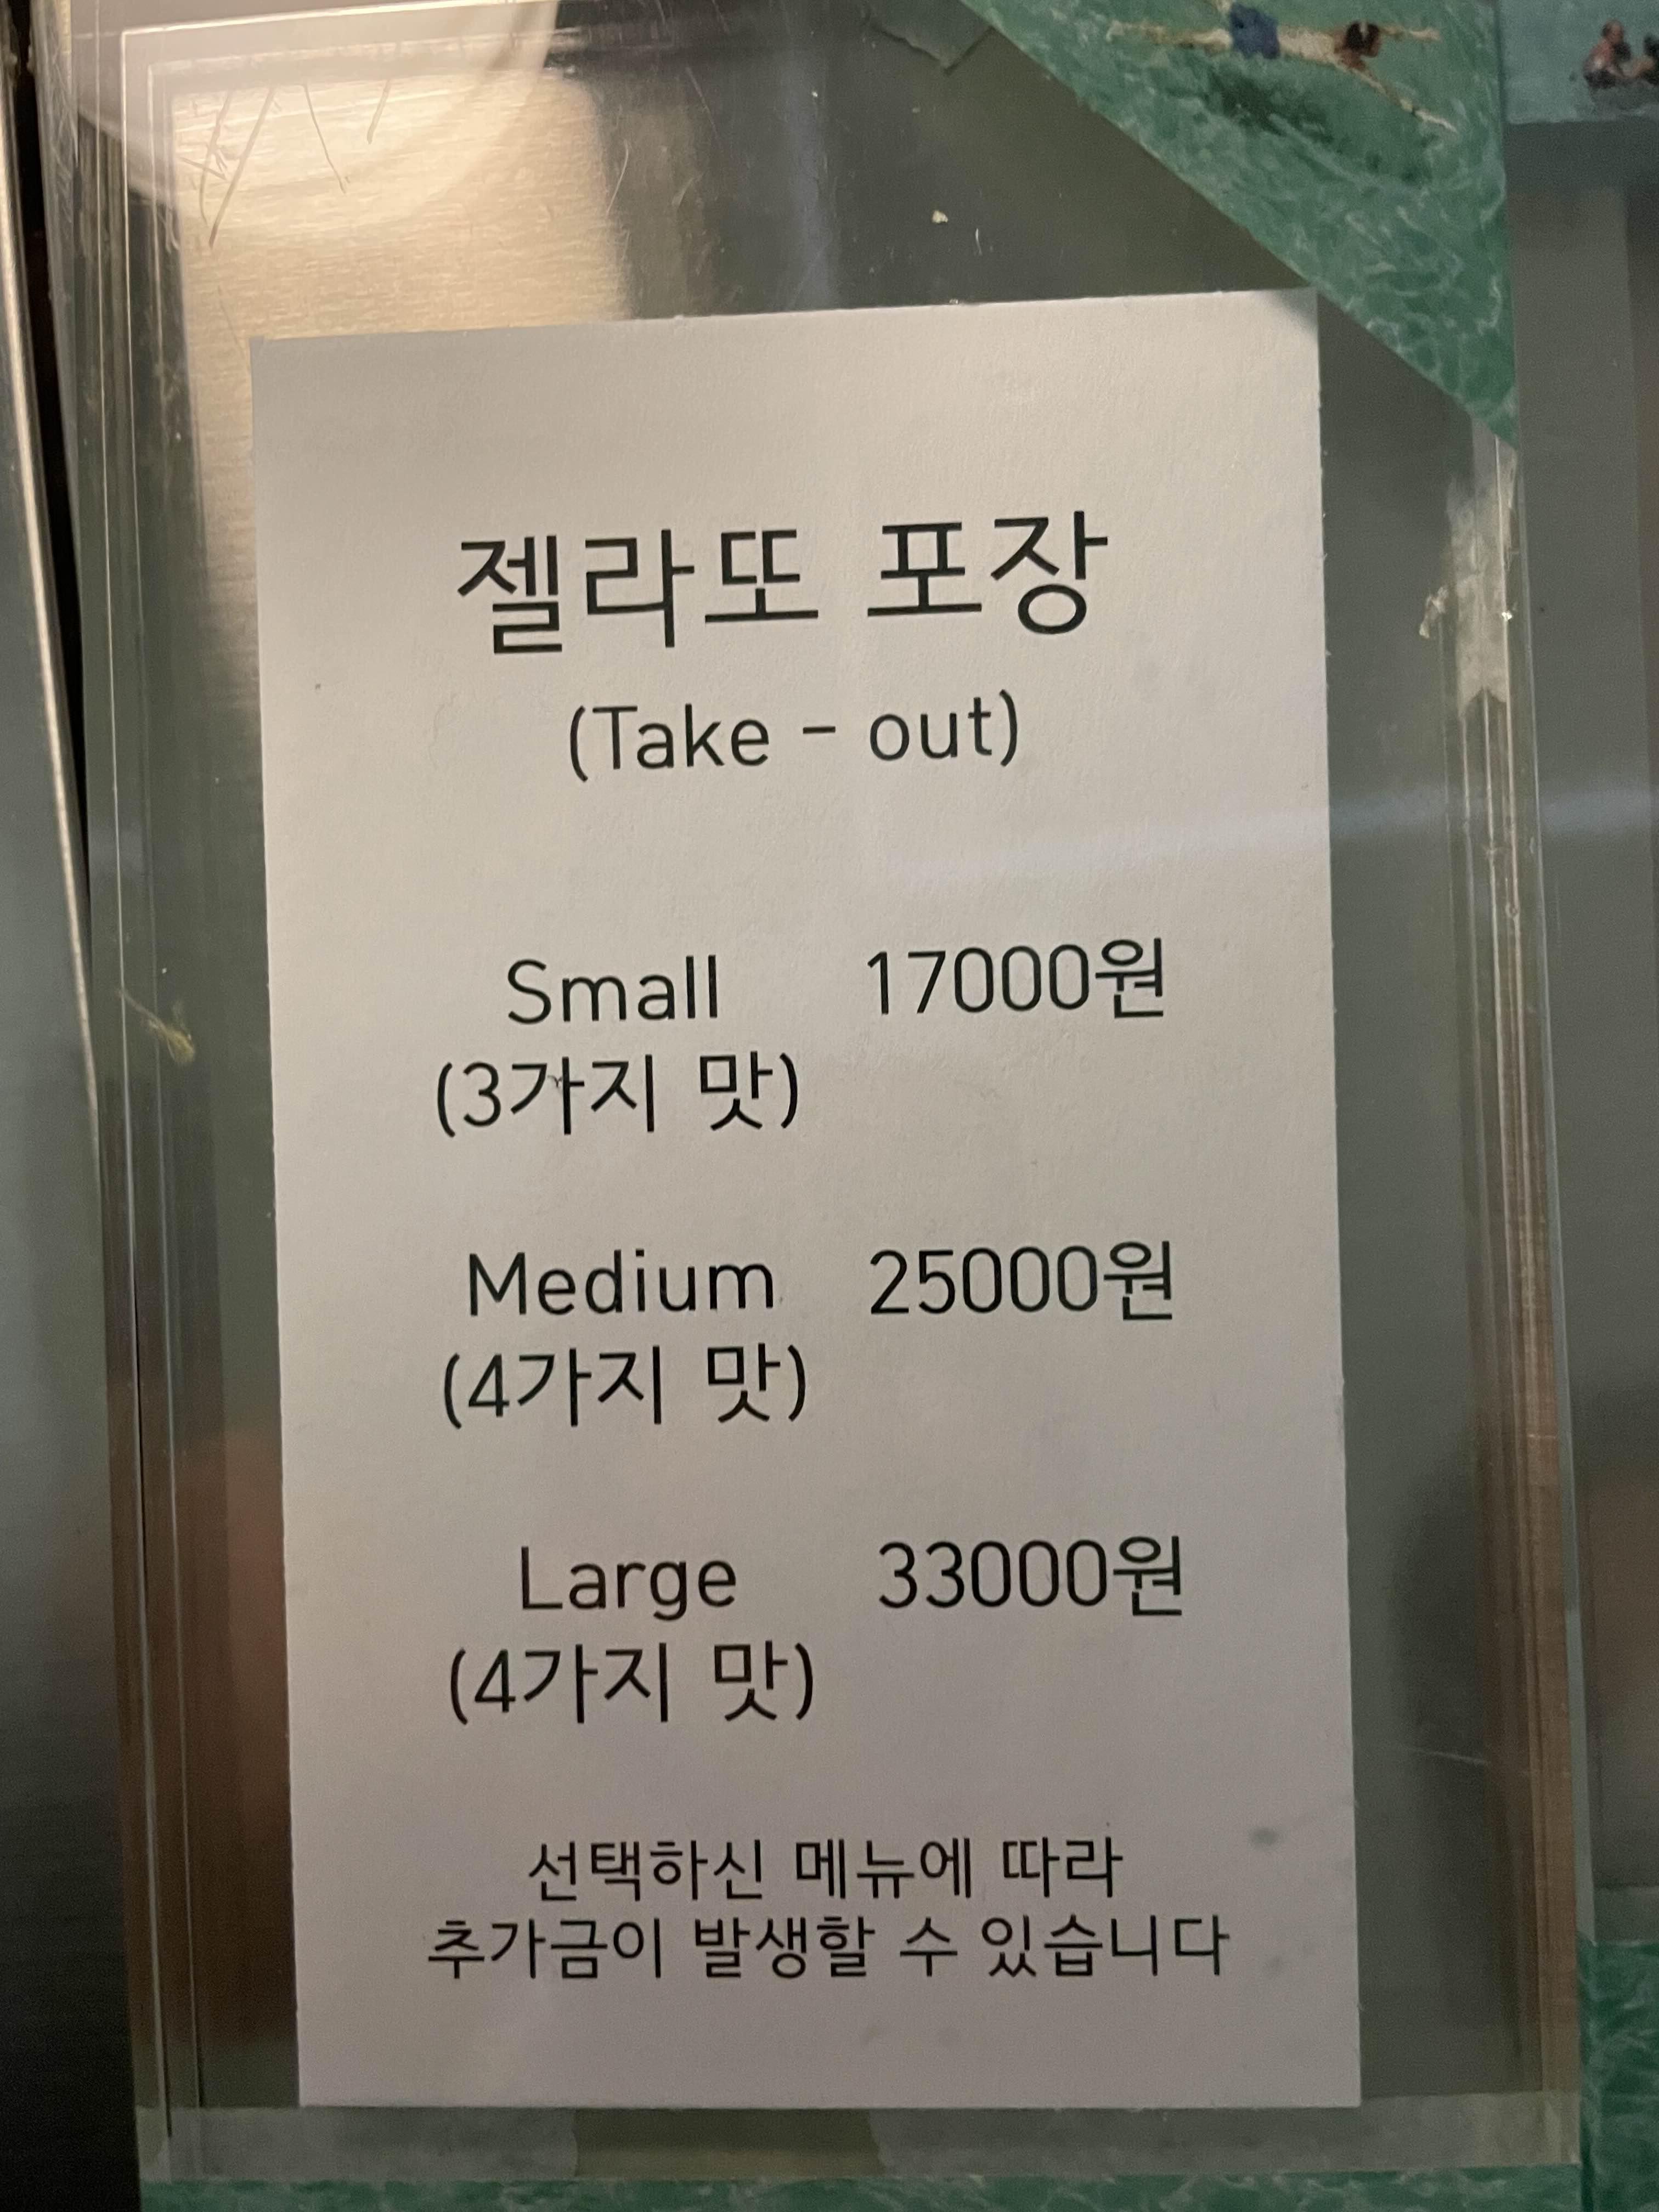 젤라또 포장
(Take - out)
Small 17000원
(3가지 맛)
Medium 25000원
(4가지 맛)
Large 33000원
(4가지 맛)
선택하신 메뉴에 따라
추가금이 발생할 수 있습니다